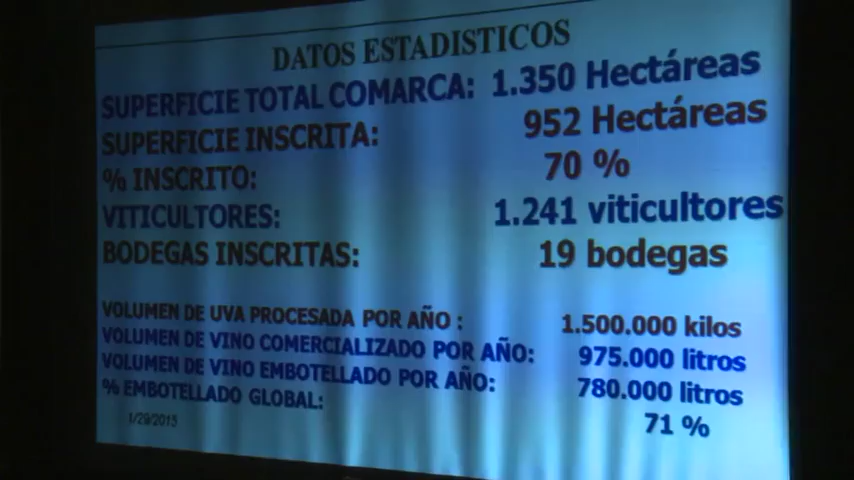 DATOS ESTADISTICOS
SUPERFICIE TOTAL COMARCA: 1.350 Hectáreas
SUPERFICIE INSCRITA: 952 Hectáreas
% INSCRITO: 70 %
VITICULTORES: 1.241 viticultores
BODEGAS INSCRITAS: 19 bodegas
VOLUMEN DE UVA PROCESADA POR AÑO : 1.500.000 kilos
VOLUMEN DE VINO COMERCIALIZADO POR AÑO: 975.000 litros
VOLUMEN DE VINO EMBOTELLADO POR AÑO: 780.000 litros
% EMBOTELLADO GLOBAL: 71 %
1/29/2015